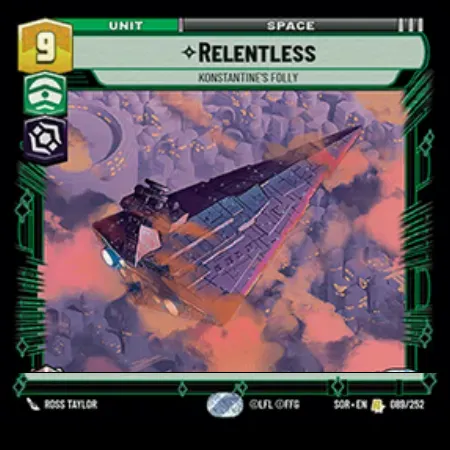 UNIT
SPACE
9
RELENTLESS
KONSTANTINE'S FOLLY
ROSS TAYLOR
©LFL ©FFG
SOR • EN
089/252